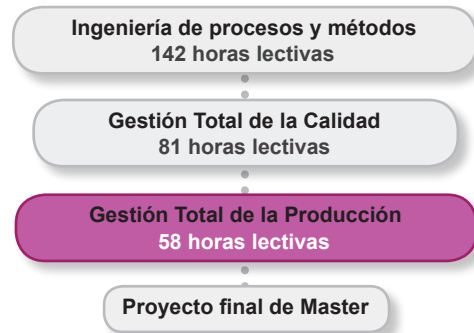 Ingeniería de procesos y métodos
142 horas lectivas
Gestión Total de la Calidad
81 horas lectivas
Gestión Total de la Producción
58 horas lectivas
Proyecto final de Master